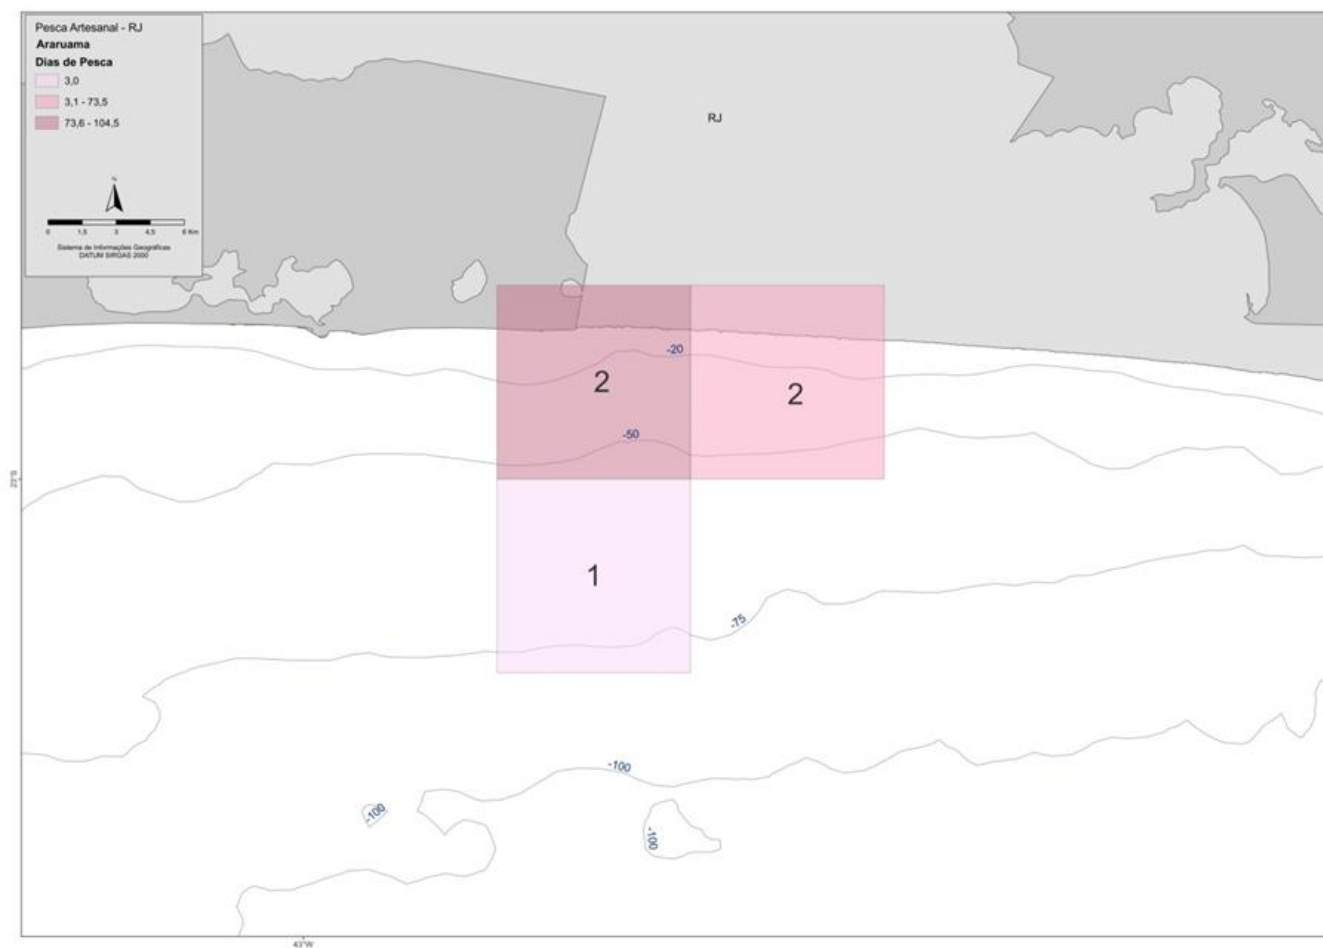 Pesca Artesanal - RJ
Araruama
Dias de Pesca
3,0
3,1 - 73,5
73,6 - 104,5
N
0 1,5 3 4,5 6 Km
Sistema de Informações Geográficas
DATUM SIRGAS 2000
RJ
-20
2
2
-50
23°S
1
-75
-100
-100
-100
43°W